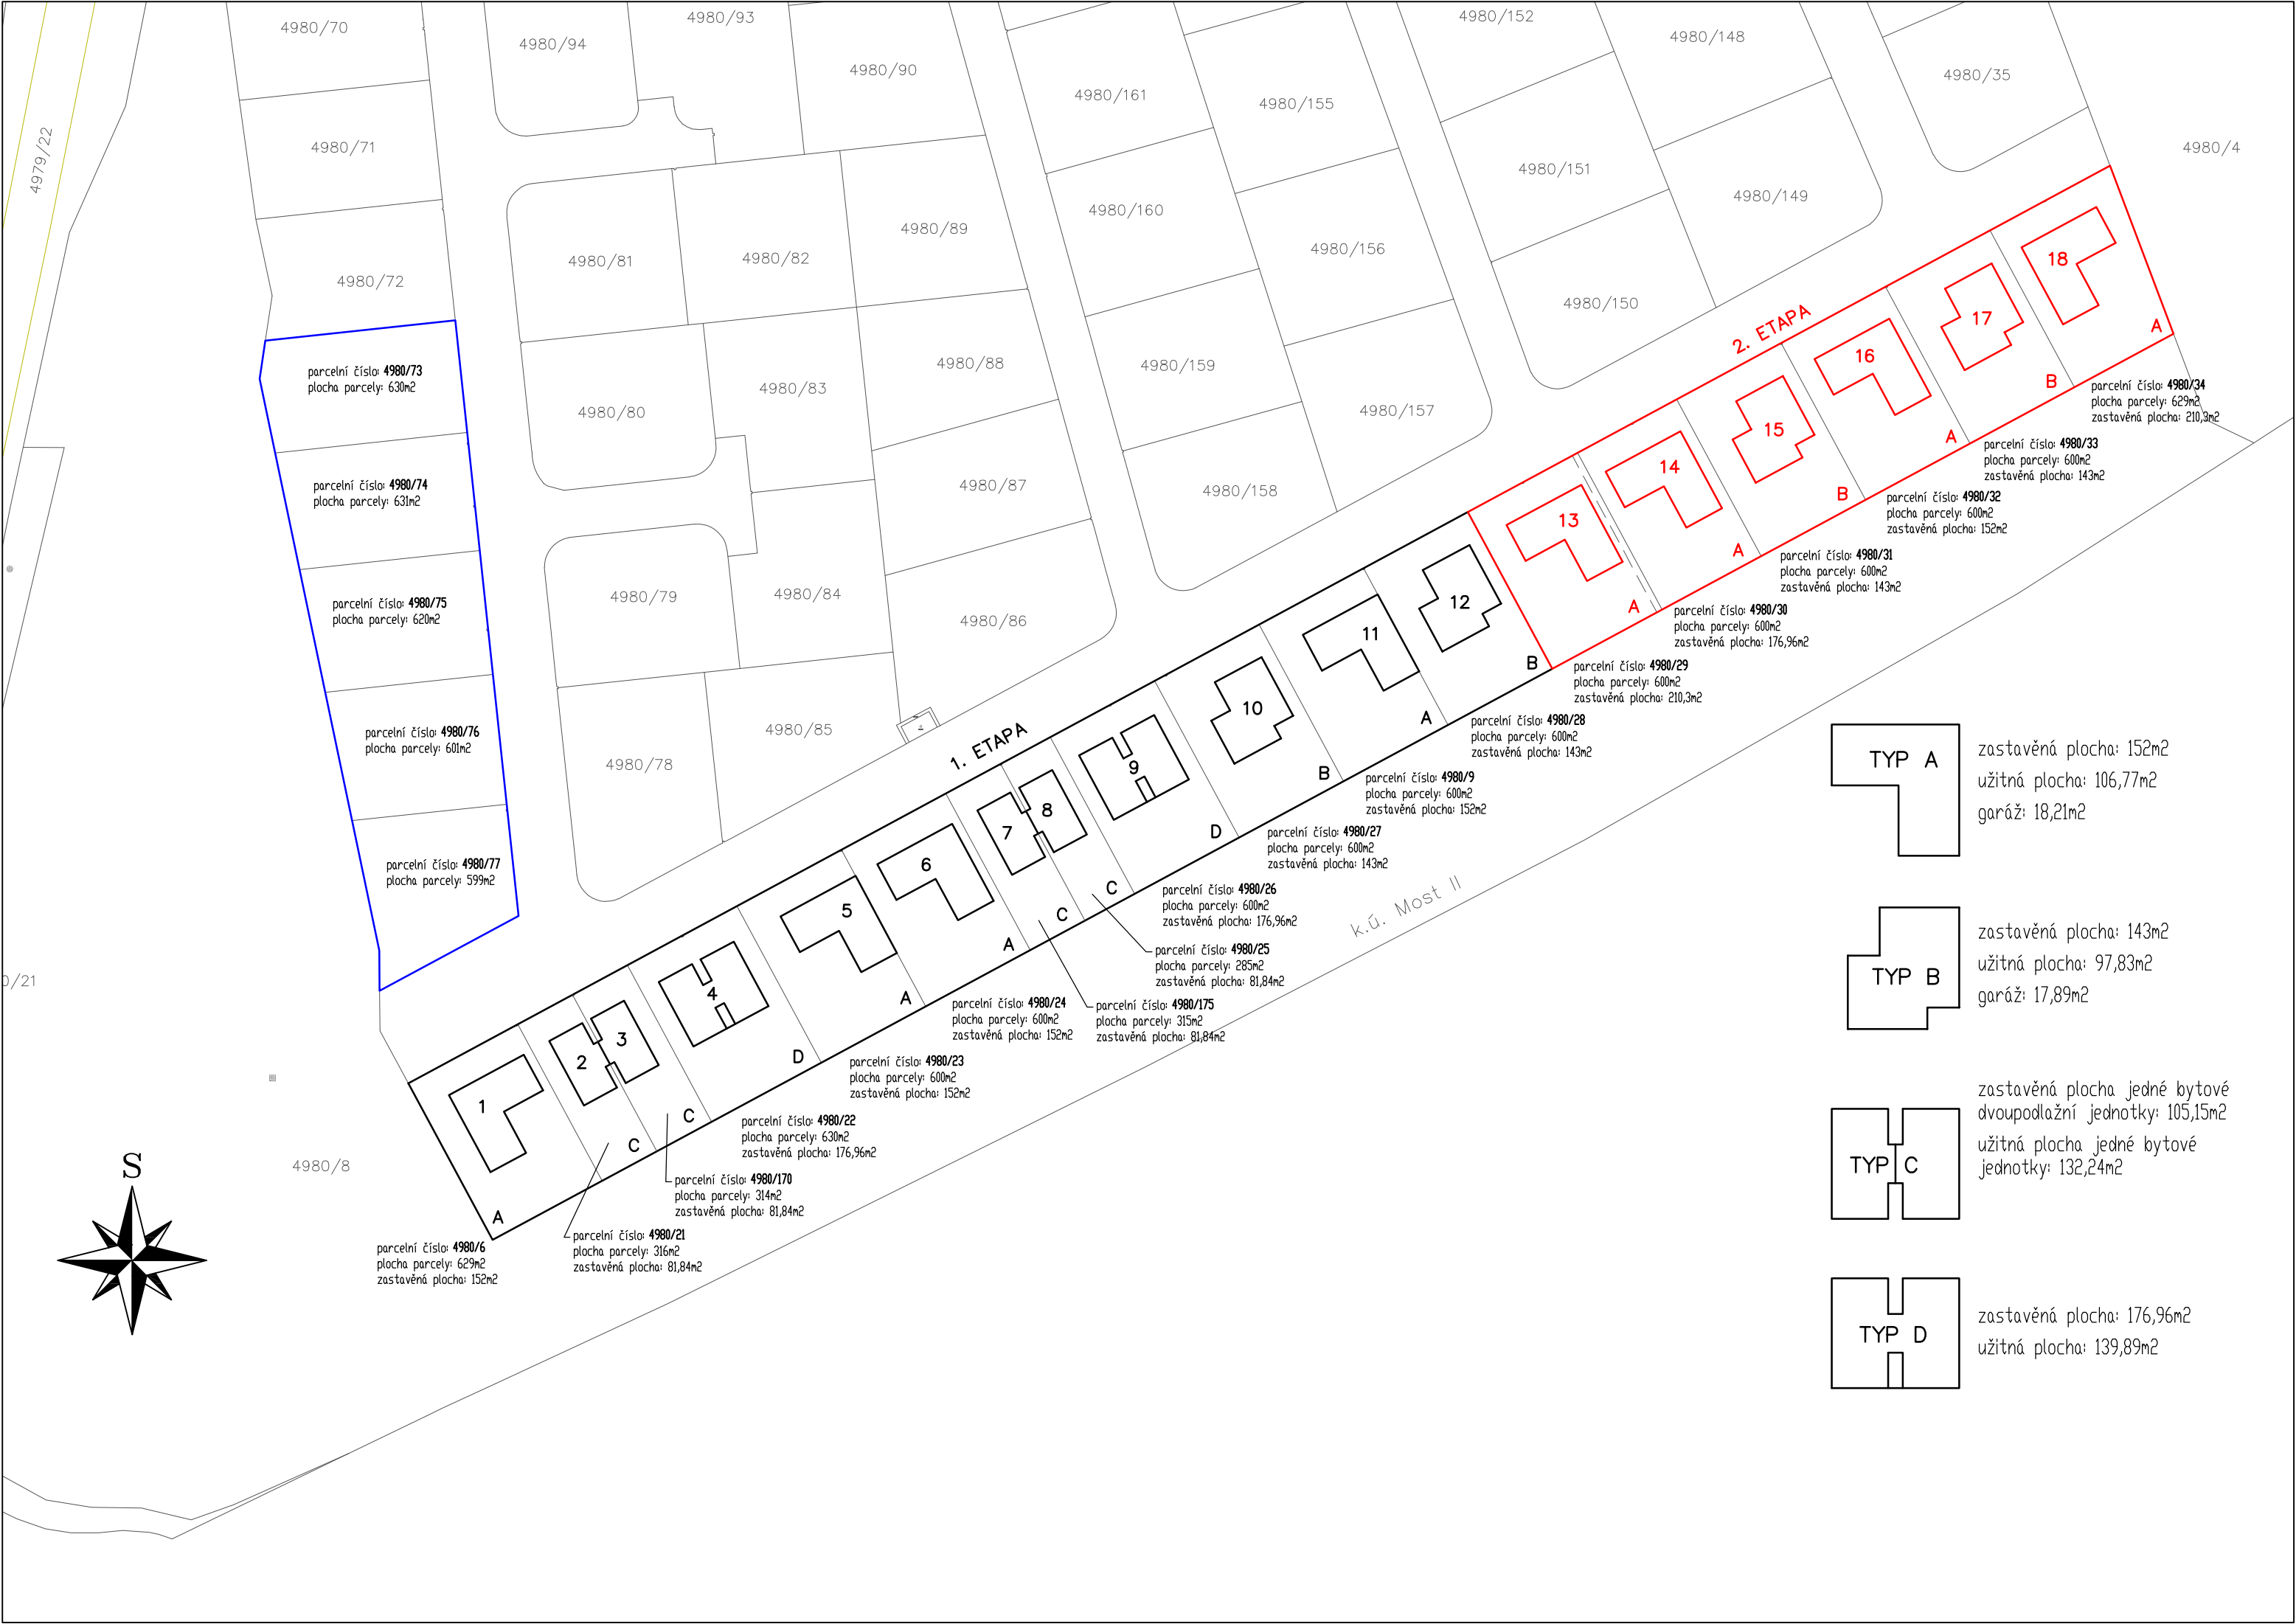 4980/70
4980/94
4980/93
4980/90
4980/152
4980/148
4980/35
4980/161
4980/155
4980/71
4979/22
4980/151
4980/4
4980/160
4980/149
4980/89
4980/81
4980/82
4980/156
4980/72
4980/150
4980/159
4980/88
4980/83
4980/80
4980/157
4980/158
4980/87
4980/79
4980/84
4980/86
4980/78
4980/85
0/21
4980/8
parcelní číslo: 4980/73
plocha parcely: 630m2
parcelní číslo: 4980/74
plocha parcely: 631m2
parcelní číslo: 4980/75
plocha parcely: 620m2
parcelní číslo: 4980/76
plocha parcely: 601m2
parcelní číslo: 4980/77
plocha parcely: 599m2
1. ETAPA
2. ETAPA
1
A
2
C
3
C
4
D
5
A
6
A
7
C
8
C
9
D
10
B
11
A
12
B
13
A
14
A
15
B
16
A
17
B
18
A
parcelní číslo: 4980/34
plocha parcely: 629m2
zastavěná plocha: 210,3m2
parcelní číslo: 4980/33
plocha parcely: 600m2
zastavěná plocha: 143m2
parcelní číslo: 4980/32
plocha parcely: 600m2
zastavěná plocha: 152m2
parcelní číslo: 4980/31
plocha parcely: 600m2
zastavěná plocha: 143m2
parcelní číslo: 4980/30
plocha parcely: 600m2
zastavěná plocha: 176,96m2
parcelní číslo: 4980/29
plocha parcely: 600m2
zastavěná plocha: 210,3m2
parcelní číslo: 4980/28
plocha parcely: 600m2
zastavěná plocha: 143m2
parcelní číslo: 4980/9
plocha parcely: 600m2
zastavěná plocha: 152m2
parcelní číslo: 4980/27
plocha parcely: 600m2
zastavěná plocha: 143m2
parcelní číslo: 4980/26
plocha parcely: 600m2
zastavěná plocha: 176,96m2
parcelní číslo: 4980/25
plocha parcely: 285m2
zastavěná plocha: 81,84m2
parcelní číslo: 4980/175
plocha parcely: 315m2
zastavěná plocha: 81,84m2
parcelní číslo: 4980/24
plocha parcely: 600m2
zastavěná plocha: 152m2
parcelní číslo: 4980/23
plocha parcely: 600m2
zastavěná plocha: 152m2
parcelní číslo: 4980/22
plocha parcely: 630m2
zastavěná plocha: 176,96m2
parcelní číslo: 4980/170
plocha parcely: 314m2
zastavěná plocha: 81,84m2
parcelní číslo: 4980/21
plocha parcely: 316m2
zastavěná plocha: 81,84m2
parcelní číslo: 4980/6
plocha parcely: 629m2
zastavěná plocha: 152m2
k.ú. Most II
S
TYP A
zastavěná plocha: 152m2
užitná plocha: 106,77m2
garáž: 18,21m2
TYP B
zastavěná plocha: 143m2
užitná plocha: 97,83m2
garáž: 17,89m2
TYP C
zastavěná plocha jedné bytové
dvoupodlažní jednotky: 105,15m2
užitná plocha jedné bytové
jednotky: 132,24m2
TYP D
zastavěná plocha: 176,96m2
užitná plocha: 139,89m2